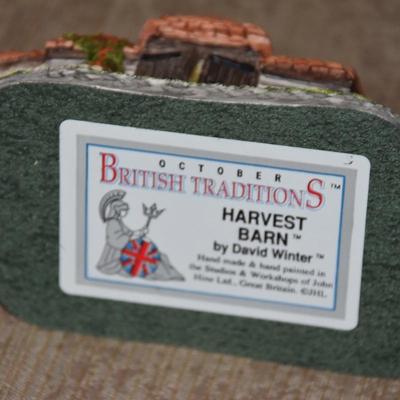 OCTOBER
BRITISH TRADITIONS™
HARVEST
BARN™
by David Winter™
Hand made & hand painted in
the Studios & Workshops of John
Hine Ltd., Great Britain. ©JHL